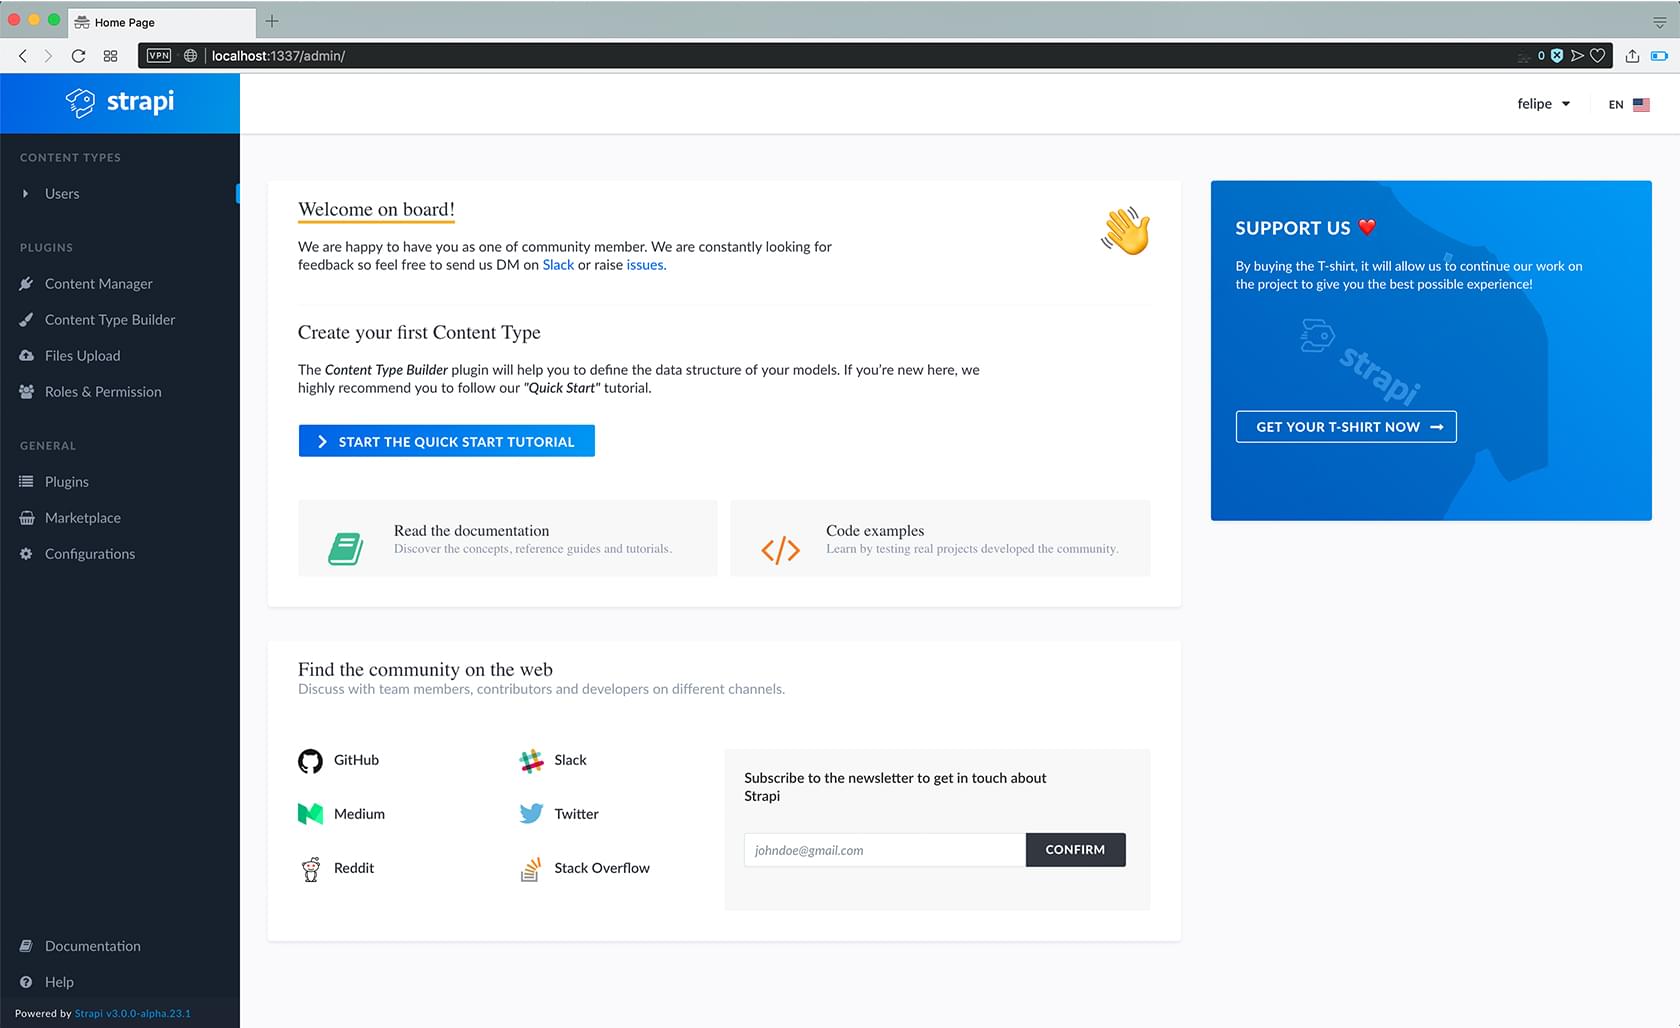 Home Page
VPN
localhost:1337/admin/
0
strapi
felipe
EN
CONTENT TYPES
Users
PLUGINS
Content Manager
Content Type Builder
Files Upload
Roles & Permission
GENERAL
Plugins
Marketplace
Configurations
Documentation
Help
Powered by Strapi v3.0.0-alpha.23.1
Welcome on board!
We are happy to have you as one of community member. We are constantly looking for
feedback so feel free to send us DM on Slack or raise issues.
Create your first Content Type
The Content Type Builder plugin will help you to define the data structure of your models. If you're new here, we
highly recommend you to follow our "Quick Start" tutorial.
START THE QUICK START TUTORIAL
Read the documentation
Discover the concepts, reference guides and tutorials.
Code examples
Learn by testing real projects developed the community.
Find the community on the web
Discuss with team members, contributors and developers on different channels.
GitHub
Slack
Medium
Twitter
Reddit
Stack Overflow
Subscribe to the newsletter to get in touch about
Strapi
johndoe@gmail.com
CONFIRM
SUPPORT US
By buying the T-shirt, it will allow us to continue our work on
the project to give you the best possible experience!
strapi
GET YOUR T-SHIRT NOW